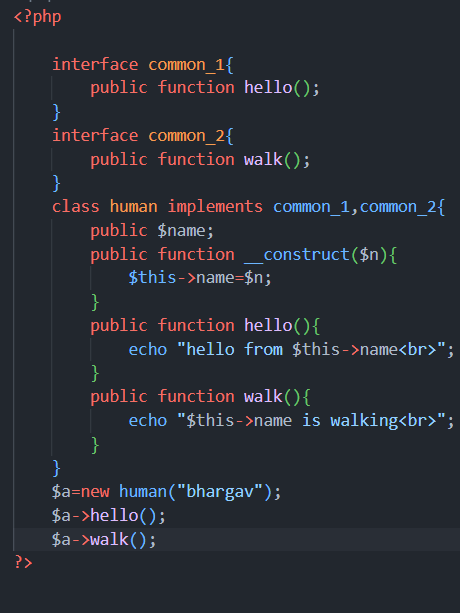 <?php
interface common_1{
public function hello();
}
interface common_2{
public function walk();
}
class human implements common_1,common_2{
public $name;
public function __construct($n){
$this->name=$n;
}
public function hello(){
echo "hello from $this->name<br>";
}
public function walk(){
echo "$this->name is walking<br>";
}
}
$a=new human("bhargav");
$a->hello();
$a->walk();
?>